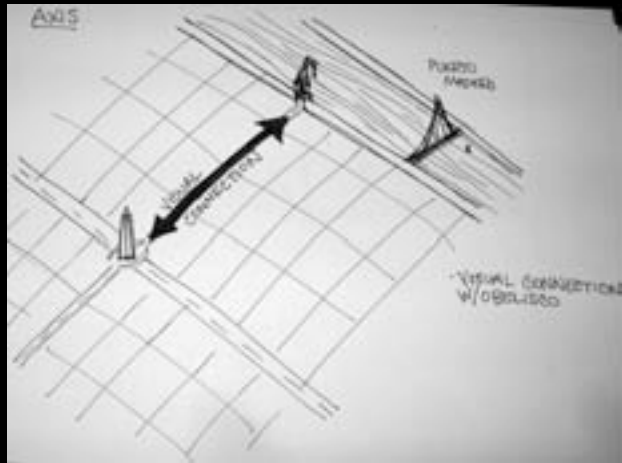 AXIS
PUERTO
MADERO
VISUAL
CONNECTION
- VISUAL CONNECTION
W/OBELISCO